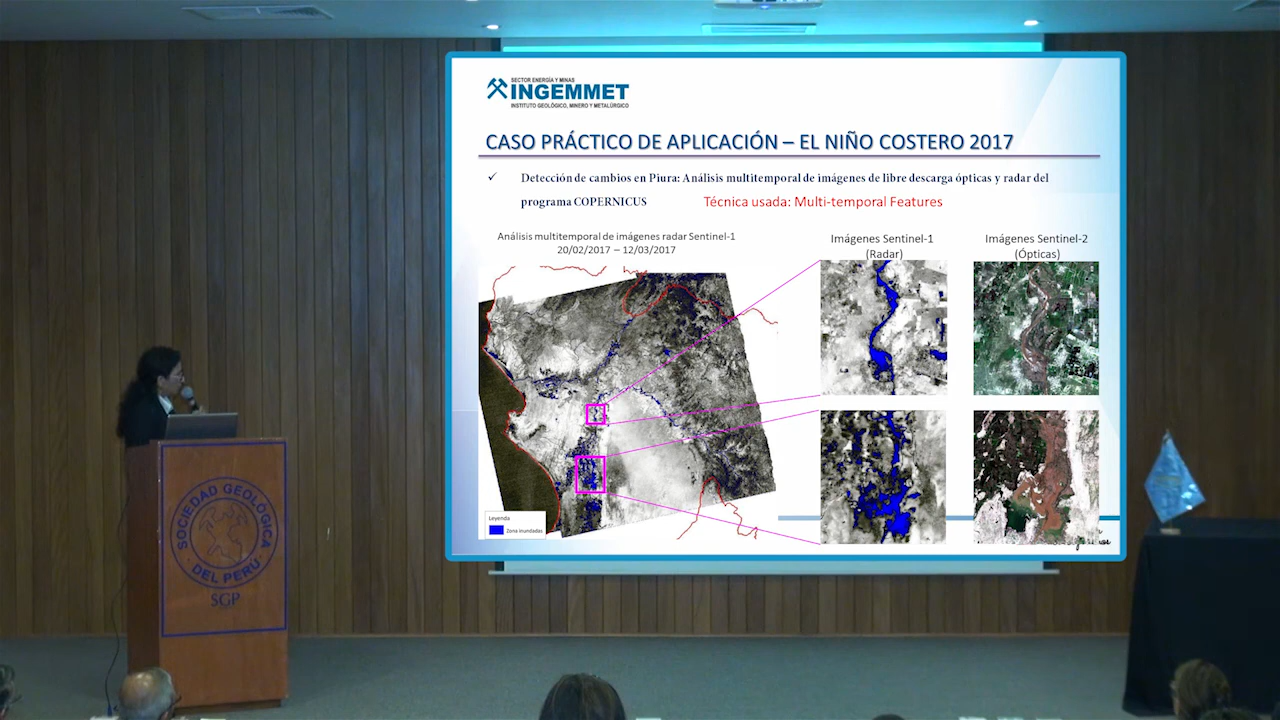 SECTOR ENERGÍA Y MINAS
INGEMMET
INSTITUTO GEOLÓGICO, MINERO Y METALÚRGICO
CASO PRÁCTICO DE APLICACIÓN – EL NIÑO COSTERO 2017
✓ Detección de cambios en Piura: Análisis multitemporal de imágenes de libre descarga ópticas y radar del
programa COPERNICUS Técnica usada: Multi-temporal Features
Análisis multitemporal de imágenes radar Sentinel-1
20/02/2017 – 12/03/2017
Imágenes Sentinel-1
(Radar)
Imágenes Sentinel-2
(Ópticas)
Leyenda
Zona inundadas
SOCIEDAD GEOLÓGICA
DEL PERU
SGP